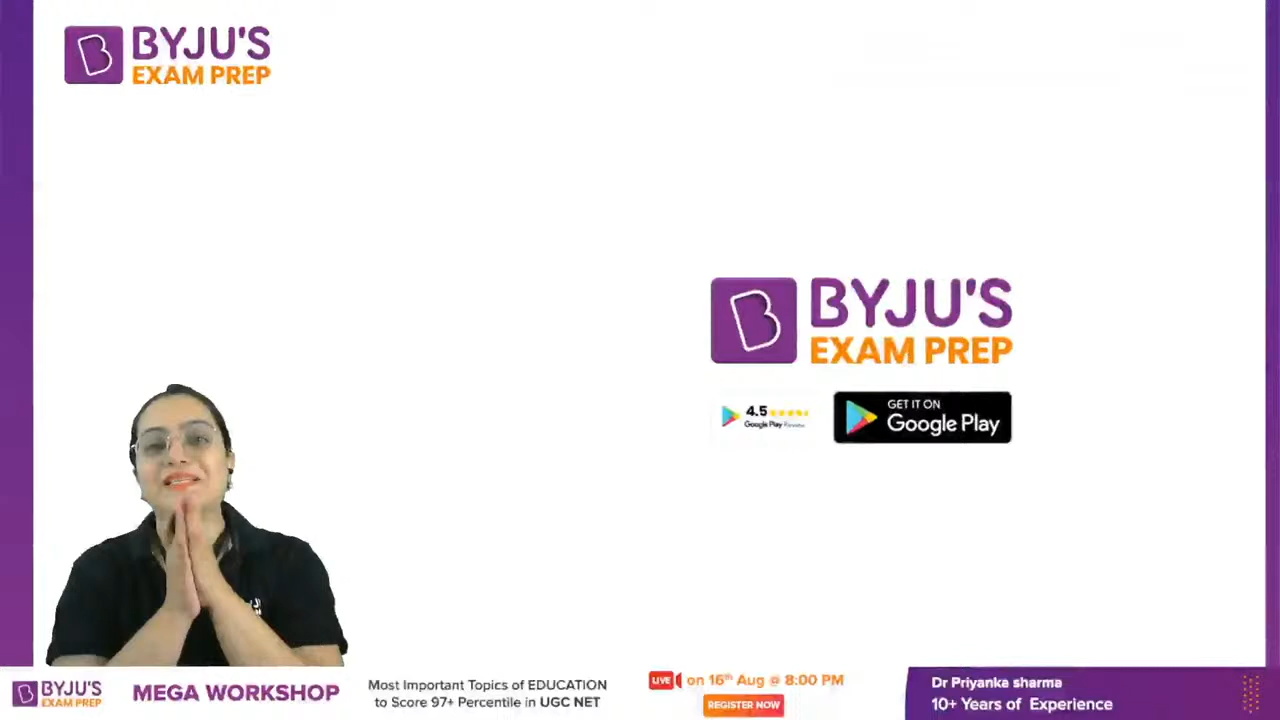 BYJU'S
EXAM PREP
BYJU'S
EXAM PREP
4.5
Google Play
GET IT ON
Google Play
BYJU'S
EXAM PREP
MEGA WORKSHOP
Most Important Topics of EDUCATION
to Score 97+ Percentile in UGC NET
LIVE
on 16th Aug @ 8:00 PM
REGISTER NOW
Dr Priyanka sharma
10+ Years of Experience